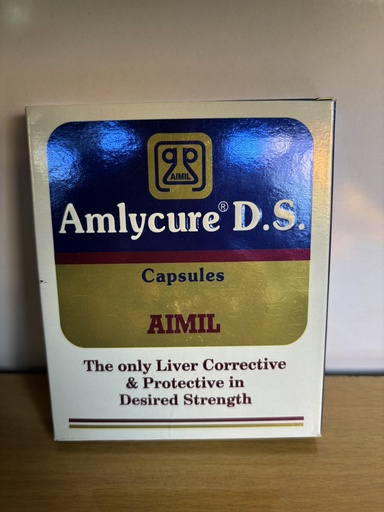 AIMIL
Amlycure® D.S.
Capsules
AIMIL
The only Liver Corrective
& Protective in
Desired Strength